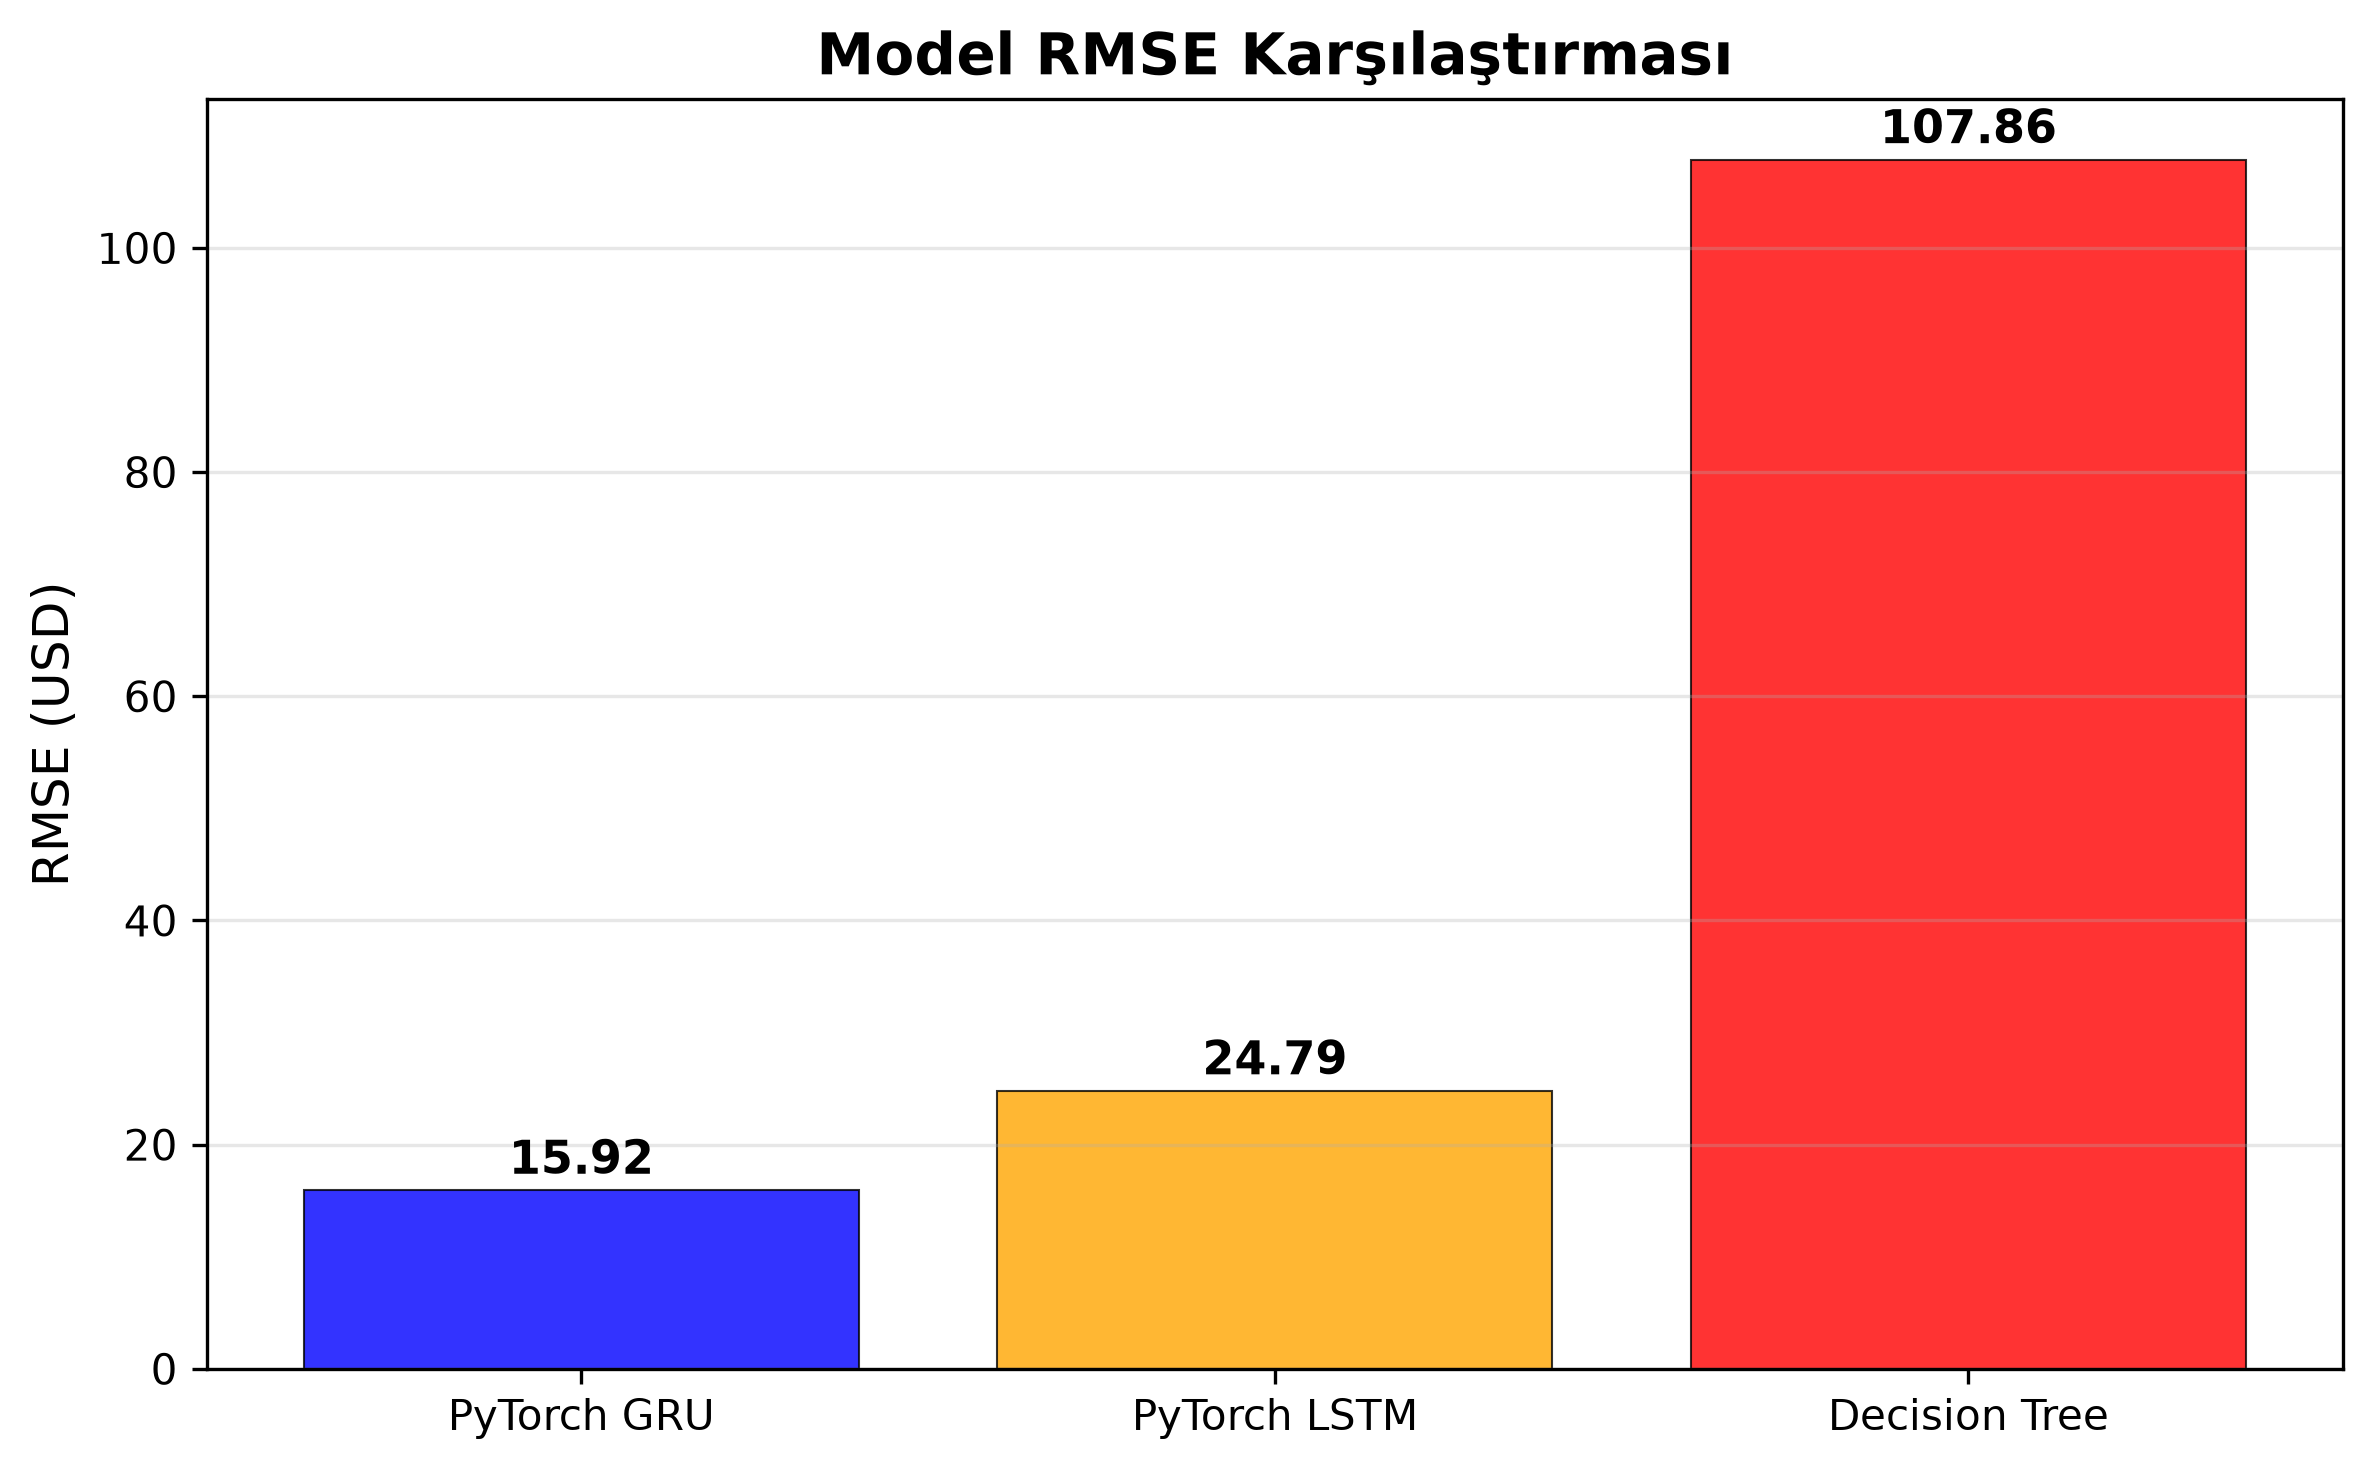 Model RMSE Karşılaştırması
RMSE (USD)
100
80
60
40
20
0
15.92
24.79
107.86
PyTorch GRU
PyTorch LSTM
Decision Tree